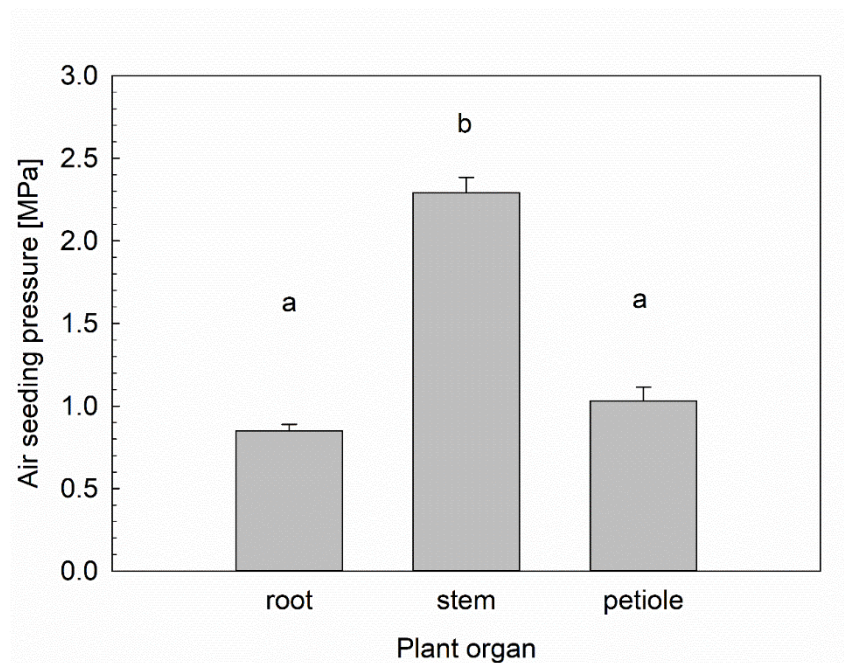 3.0
2.5
2.0
1.5
1.0
0.5
0.0
Air seeding pressure [MPa]
a
b
a
root
stem
petiole
Plant organ